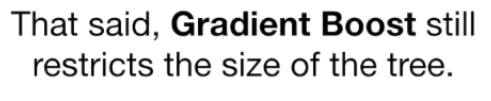 That said, Gradient Boost still
restricts the size of the tree.